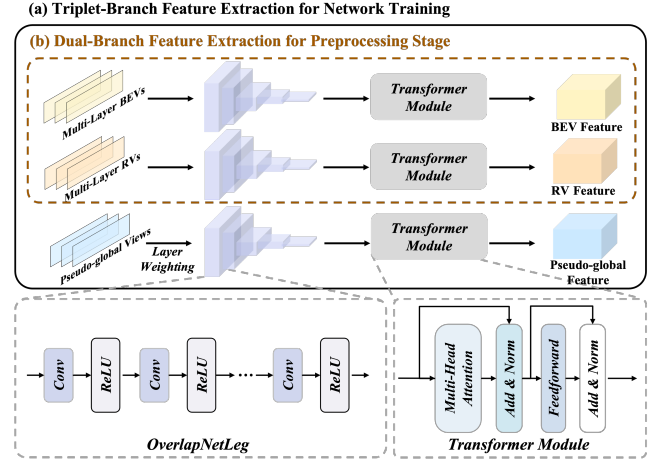 (a) Triplet-Branch Feature Extraction for Network Training
(b) Dual-Branch Feature Extraction for Preprocessing Stage
Multi-Layer BEVs
Transformer
Module
BEV Feature
Multi-Layer RVs
Transformer
Module
RV Feature
Pseudo-global Views
Layer
Weighting
Transformer
Module
Pseudo-global
Feature
Conv
ReLU
Conv
ReLU
Conv
ReLU
OverlapNetLeg
Multi-Head
Attention
Add & Norm
Feedforward
Add & Norm
Transformer Module